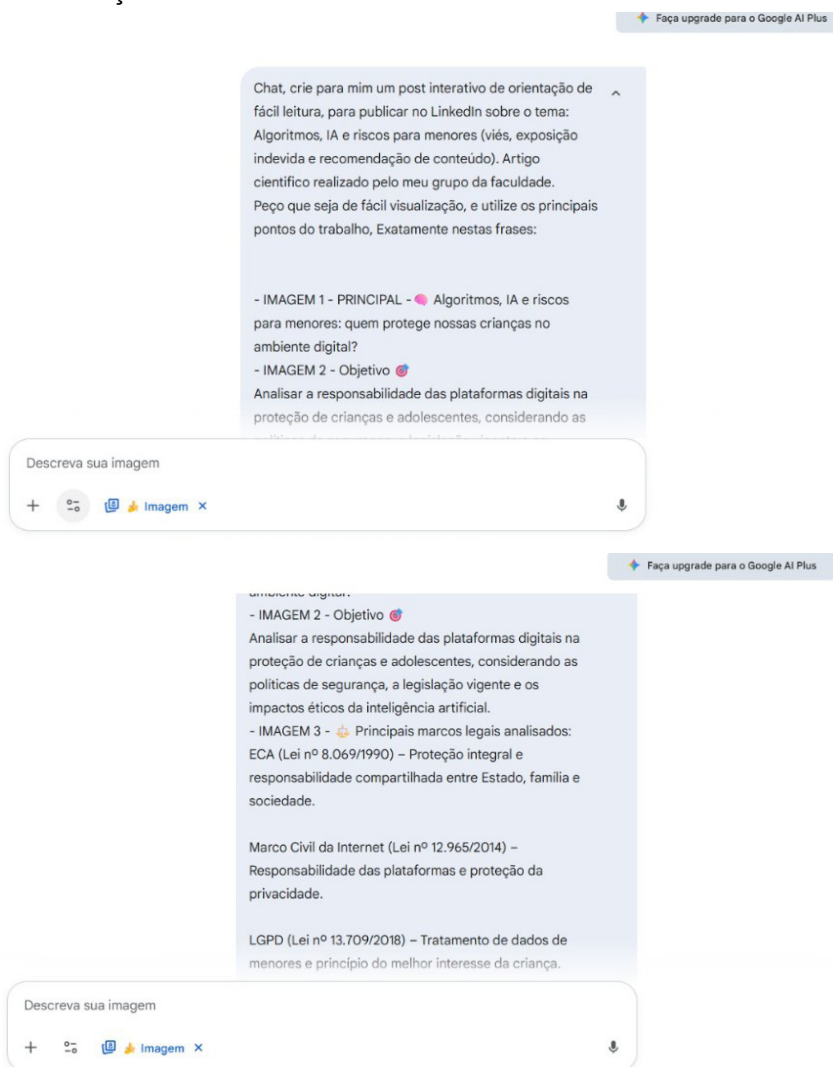 Faça upgrade para o Google AI Plus
Chat, crie para mim um post interativo de orientação de
fácil leitura, para publicar no LinkedIn sobre o tema:
Algoritmos, IA e riscos para menores (viés, exposição
indevida e recomendação de conteúdo). Artigo
cientifico realizado pelo meu grupo da faculdade.
Peço que seja de fácil visualização, e utilize os principais
pontos do trabalho, Exatamente nestas frases:
- IMAGEM 1 - PRINCIPAL - 🧠 Algoritmos, IA e riscos
para menores: quem protege nossas crianças no
ambiente digital?
- IMAGEM 2 - Objetivo 🎯
Analisar a responsabilidade das plataformas digitais na
proteção de crianças e adolescentes, considerando as
Descreva sua imagem
Imagem
Faça upgrade para o Google AI Plus
ambiente digital?
- IMAGEM 2 - Objetivo 🎯
Analisar a responsabilidade das plataformas digitais na
proteção de crianças e adolescentes, considerando as
políticas de segurança, a legislação vigente e os
impactos éticos da inteligência artificial.
- IMAGEM 3 - ⚖️ Principais marcos legais analisados:
ECA (Lei nº 8.069/1990) – Proteção integral e
responsabilidade compartilhada entre Estado, família e
sociedade.
Marco Civil da Internet (Lei nº 12.965/2014) –
Responsabilidade das plataformas e proteção da
privacidade.
LGPD (Lei nº 13.709/2018) – Tratamento de dados de
menores e princípio do melhor interesse da criança.
Descreva sua imagem
Imagem